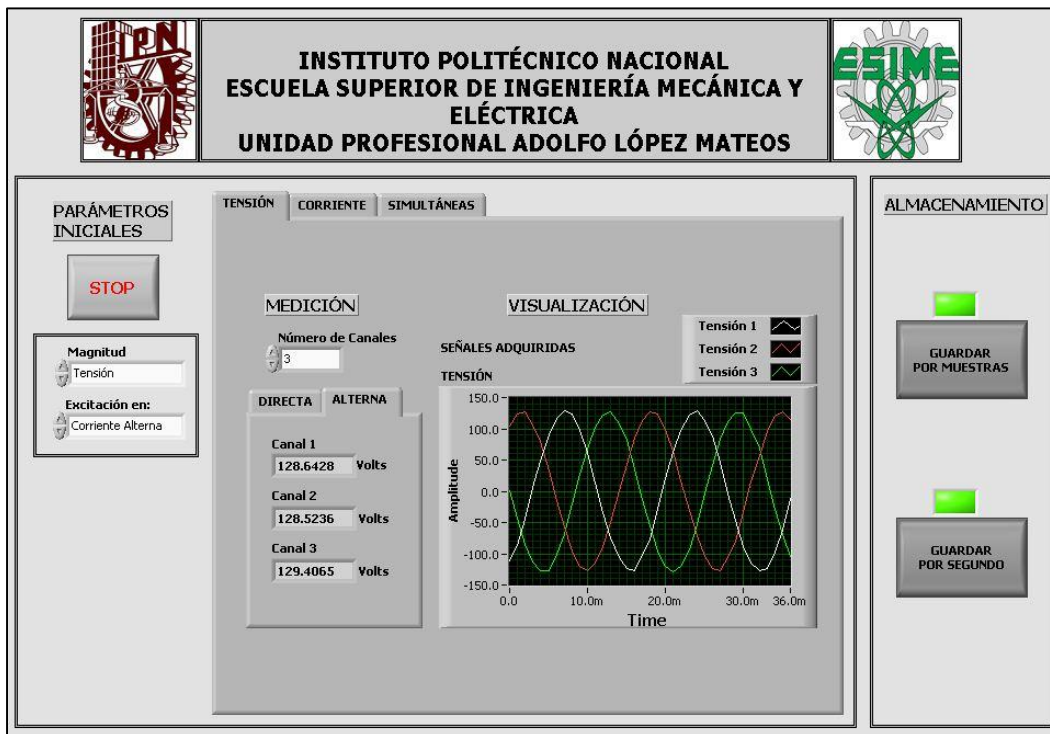 IPN
INSTITUTO POLITÉCNICO NACIONAL
ESCUELA SUPERIOR DE INGENIERÍA MECÁNICA Y
ELÉCTRICA
UNIDAD PROFESIONAL ADOLFO LÓPEZ MATEOS
ESIME
PARÁMETROS
INICIALES
STOP
Magnitud
Tensión
Excitación en:
Corriente Alterna
TENSIÓN
CORRIENTE
SIMULTÁNEAS
MEDICIÓN
Número de Canales
3
DIRECTA
ALTERNA
Canal 1
128.6428 Volts
Canal 2
128.5236 Volts
Canal 3
129.4065 Volts
VISUALIZACIÓN
SEÑALES ADQUIRIDAS
Tensión 1
Tensión 2
Tensión 3
TENSIÓN
Amplitude
150.0
100.0
50.0
0.0
-50.0
-100.0
-150.0
0.0 10.0m 20.0m 30.0m 36.0m
Time
ALMACENAMIENTO
GUARDAR
POR MUESTRAS
GUARDAR
POR SEGUNDO